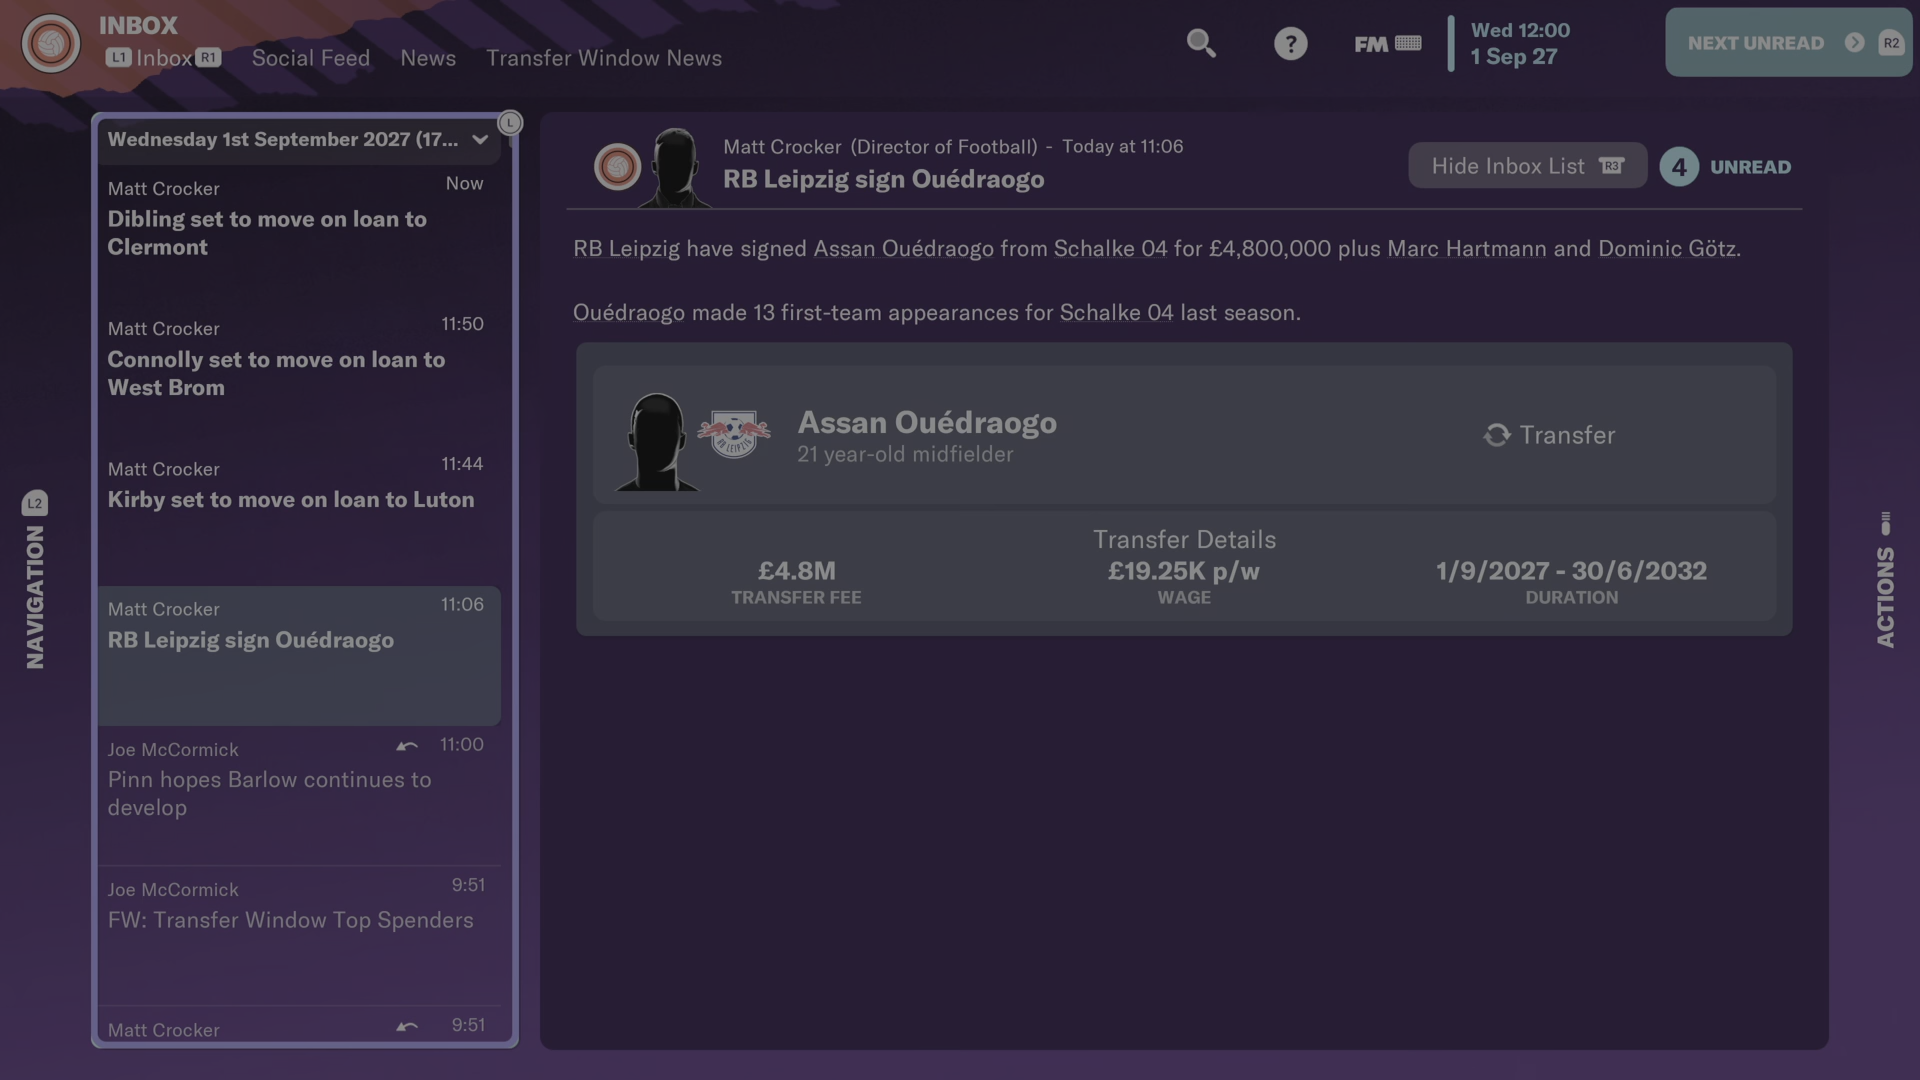 INBOX
L1 Inbox R1 Social Feed News Transfer Window News
?
FM
Wed 12:00
1 Sep 27
NEXT UNREAD R2
L
Wednesday 1st September 2027 (17...
Matt Crocker Now
Dibling set to move on loan to
Clermont
Matt Crocker 11:50
Connolly set to move on loan to
West Brom
Matt Crocker 11:44
Kirby set to move on loan to Luton
Matt Crocker 11:06
RB Leipzig sign Ouédraogo
Joe McCormick 11:00
Pinn hopes Barlow continues to
develop
Joe McCormick 9:51
FW: Transfer Window Top Spenders
Matt Crocker 9:51
L2
NAVIGATION
Matt Crocker (Director of Football) - Today at 11:06
RB Leipzig sign Ouédraogo
Hide Inbox List R3
4 UNREAD
RB Leipzig have signed Assan Ouédraogo from Schalke 04 for £4,800,000 plus Marc Hartmann and Dominic Götz.
Ouédraogo made 13 first-team appearances for Schalke 04 last season.
RB LEIPZIG
Assan Ouédraogo
21 year-old midfielder
Transfer
Transfer Details
£4.8M £19.25K p/w 1/9/2027 - 30/6/2032
TRANSFER FEE WAGE DURATION
ACTIONS